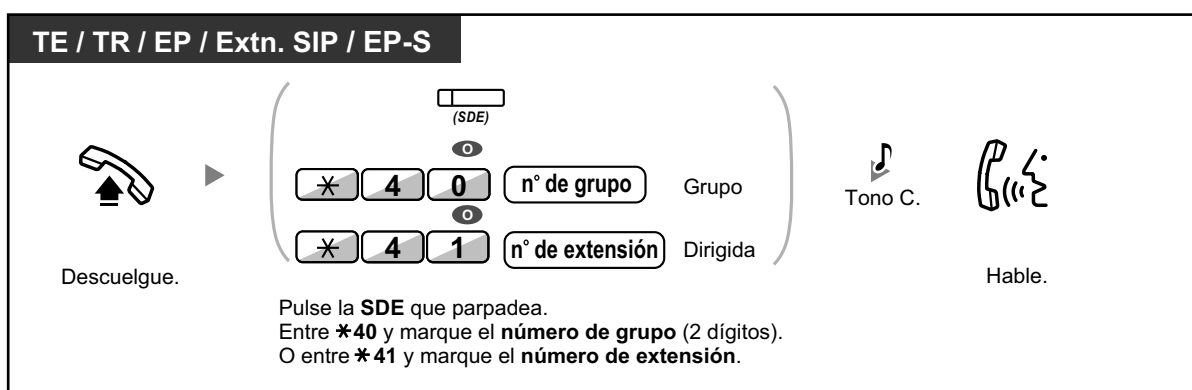 TE / TR / EP / Extn. SIP / EP-S
(SDE)
O
* 4 0 n° de grupo Grupo
O
* 4 1 n° de extensión Dirigida
Tono C.
Descuelgue.
Hable.
Pulse la SDE que parpadea.
Entre *40 y marque el número de grupo (2 dígitos).
O entre *41 y marque el número de extensión.